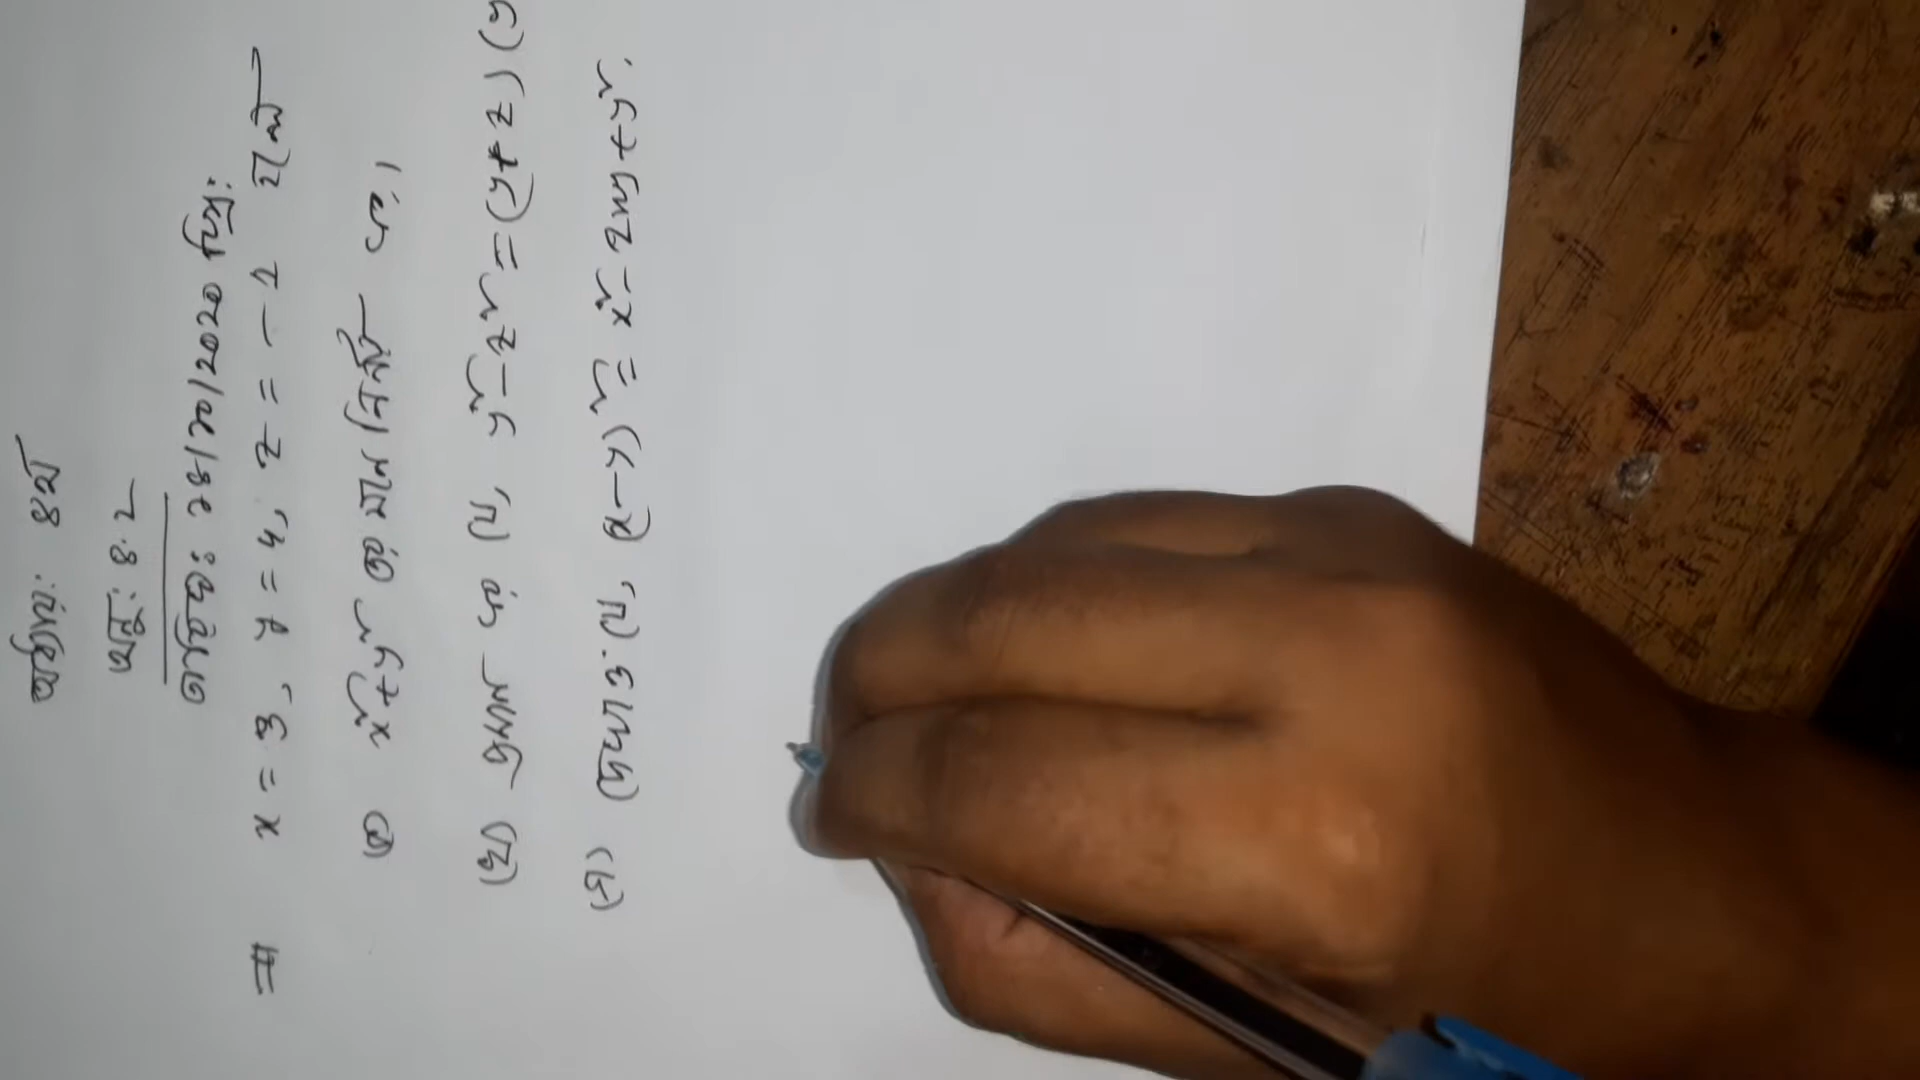 অধ্যায়: ৪র্থ
অনু: ৪.২
তারিখ: ২৪/১০/২০২০ খ্রি:
# x = 3, y = 4, z = -1 হলে
ক) x² + y² এর মান নির্ণয় কর।
খ) প্রমাণ কর যে, y² - z² = (y + z) (y
গ) দেখাও যে, (x - y)² = x² - 2xy + y²